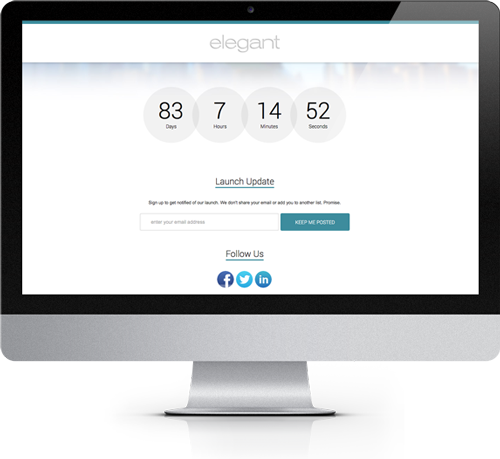 elegant
83 7 14 52
Days Hours Minutes Seconds
Launch Update
Sign up to get notified of our launch. We don't share your email or add you to another list. Promise.
enter your email address KEEP ME POSTED
Follow Us
f in